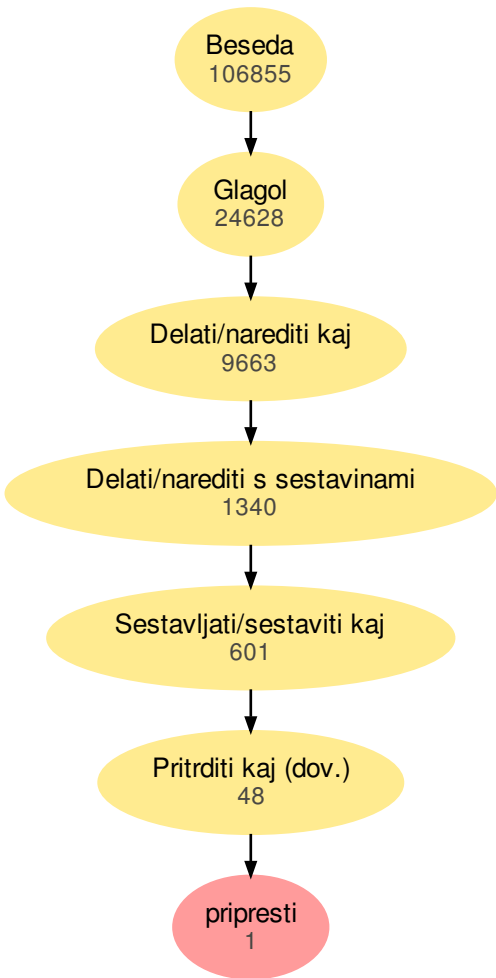 Beseda
106855
Glagol
24628
Delati/narediti kaj
9663
Delati/narediti s sestavinami
1340
Sestavljati/sestaviti kaj
601
Pritrditi kaj (dov.)
48
pripresti
1